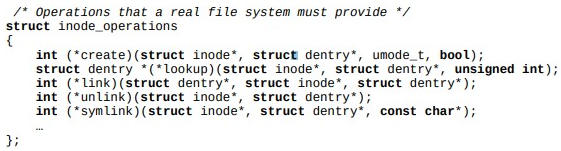 /* Operations that a real file system must provide */
struct inode_operations
{
int (*create)(struct inode*, struct dentry*, umode_t, bool);
struct dentry *(*lookup)(struct inode*, struct dentry*, unsigned int);
int (*link)(struct dentry*, struct inode*, struct dentry*);
int (*unlink)(struct inode*, struct dentry*);
int (*symlink)(struct inode*, struct dentry*, const char*);
…
};